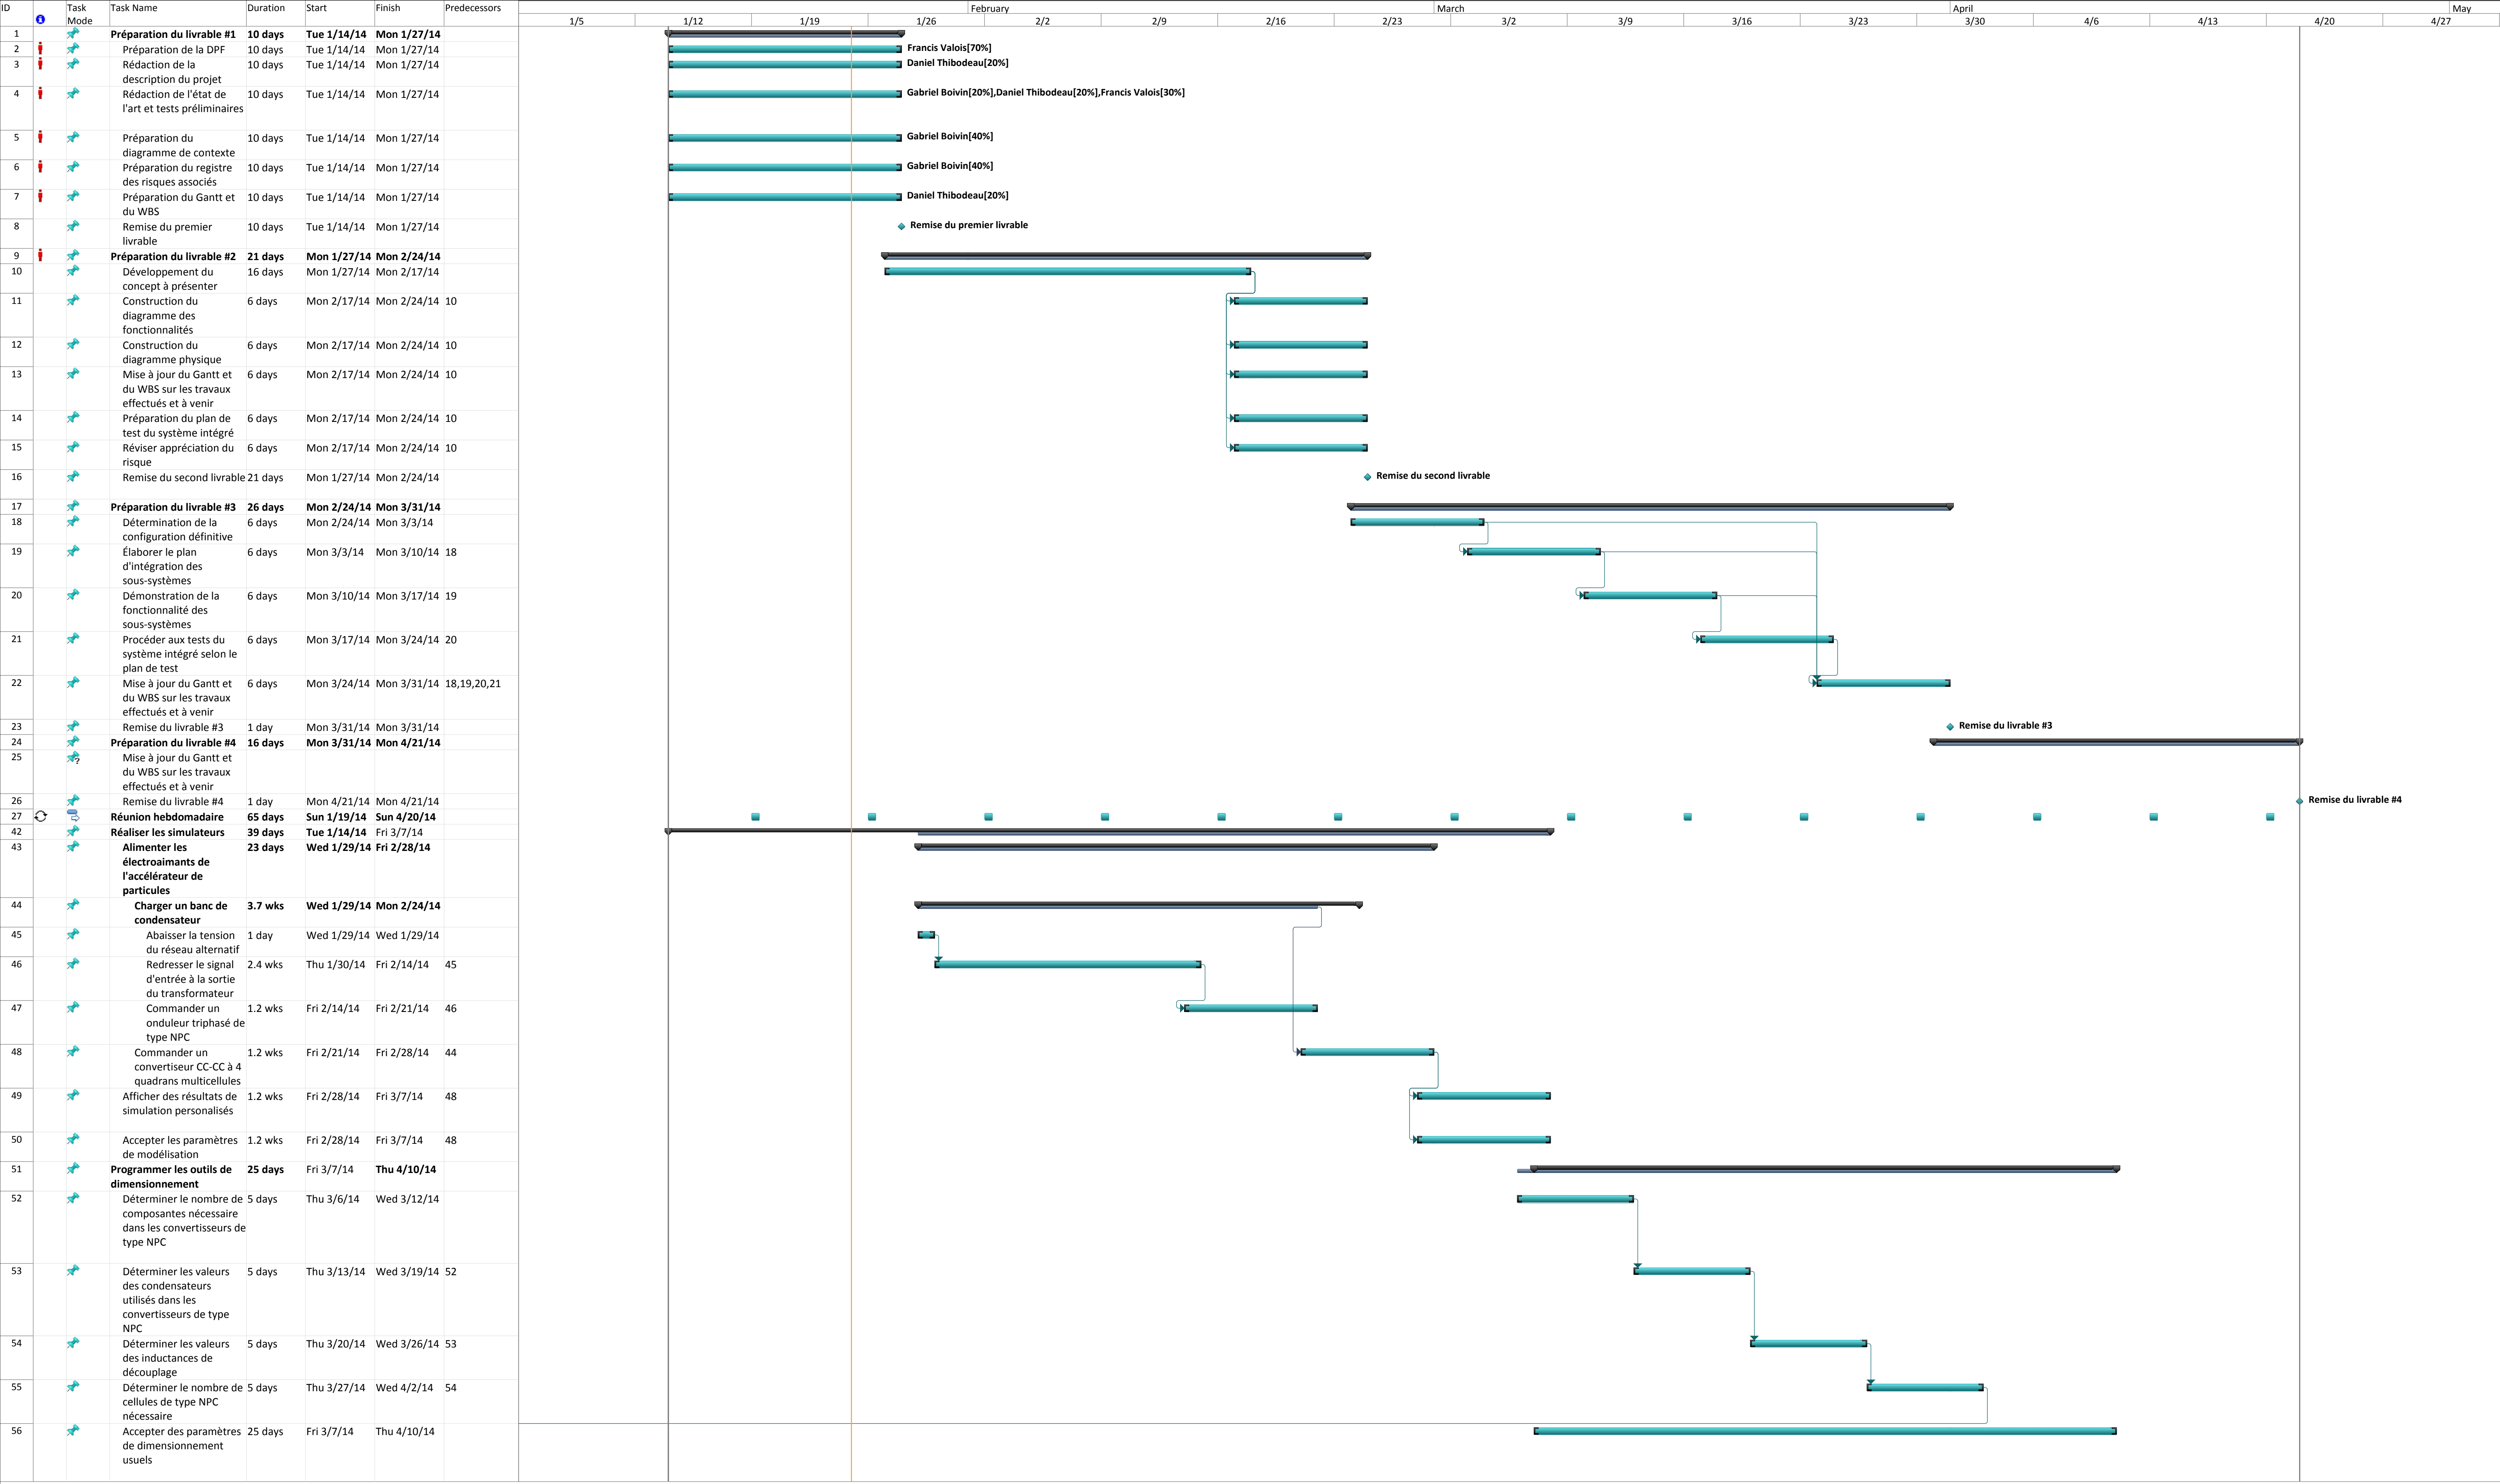 ID Task Mode Task Name Duration Start Finish Predecessors
February March April May
1/5 1/12 1/19 1/26 2/2 2/9 2/16 2/23 3/2 3/9 3/16 3/23 3/30 4/6 4/13 4/20 4/27
1 Préparation du livrable #1 10 days Tue 1/14/14 Mon 1/27/14
2 Préparation de la DPF 10 days Tue 1/14/14 Mon 1/27/14 Francis Valois[70%]
3 Rédaction de la 10 days Tue 1/14/14 Mon 1/27/14 Daniel Thibodeau[20%]
description du projet
4 Rédaction de l'état de 10 days Tue 1/14/14 Mon 1/27/14 Gabriel Boivin[20%],Daniel Thibodeau[20%],Francis Valois[30%]
l'art et tests préliminaires
5 Préparation du 10 days Tue 1/14/14 Mon 1/27/14 Gabriel Boivin[40%]
diagramme de contexte
6 Préparation du registre 10 days Tue 1/14/14 Mon 1/27/14 Gabriel Boivin[40%]
des risques associés
7 Préparation du Gantt et 10 days Tue 1/14/14 Mon 1/27/14 Daniel Thibodeau[20%]
du WBS
8 Remise du premier 10 days Tue 1/14/14 Mon 1/27/14 Remise du premier livrable
livrable
9 Préparation du livrable #2 21 days Mon 1/27/14 Mon 2/24/14
10 Développement du 16 days Mon 1/27/14 Mon 2/17/14
concept à présenter
11 Construction du 6 days Mon 2/17/14 Mon 2/24/14 10
diagramme des
fonctionnalités
12 Construction du 6 days Mon 2/17/14 Mon 2/24/14 10
diagramme physique
13 Mise à jour du Gantt et 6 days Mon 2/17/14 Mon 2/24/14 10
du WBS sur les travaux
effectués et à venir
14 Préparation du plan de 6 days Mon 2/17/14 Mon 2/24/14 10
test du système intégré
15 Réviser appréciation du 6 days Mon 2/17/14 Mon 2/24/14 10
risque
16 Remise du second livrable 21 days Mon 1/27/14 Mon 2/24/14 Remise du second livrable
17 Préparation du livrable #3 26 days Mon 2/24/14 Mon 3/31/14
18 Détermination de la 6 days Mon 2/24/14 Mon 3/3/14
configuration définitive
19 Élaborer le plan 6 days Mon 3/3/14 Mon 3/10/14 18
d'intégration des
sous-systèmes
20 Démonstration de la 6 days Mon 3/10/14 Mon 3/17/14 19
fonctionnalité des
sous-systèmes
21 Procéder aux tests du 6 days Mon 3/17/14 Mon 3/24/14 20
système intégré selon le
plan de test
22 Mise à jour du Gantt et 6 days Mon 3/24/14 Mon 3/31/14 18,19,20,21
du WBS sur les travaux
effectués et à venir
23 Remise du livrable #3 1 day Mon 3/31/14 Mon 3/31/14 Remise du livrable #3
24 Préparation du livrable #4 16 days Mon 3/31/14 Mon 4/21/14
25 Mise à jour du Gantt et
du WBS sur les travaux
effectués et à venir
26 Remise du livrable #4 1 day Mon 4/21/14 Mon 4/21/14 Remise du livrable #4
27 Réunion hebdomadaire 65 days Sun 1/19/14 Sun 4/20/14
42 Réaliser les simulateurs 39 days Tue 1/14/14 Fri 3/7/14
43 Alimenter les 23 days Wed 1/29/14 Fri 2/28/14
électroaimants de
l'accélérateur de
particules
44 Charger un banc de 3.7 wks Wed 1/29/14 Mon 2/24/14
condensateur
45 Abaisser la tension 1 day Wed 1/29/14 Wed 1/29/14
du réseau alternatif
46 Redresser le signal 2.4 wks Thu 1/30/14 Fri 2/14/14 45
d'entrée à la sortie
du transformateur
47 Commander un 1.2 wks Fri 2/14/14 Fri 2/21/14 46
onduleur triphasé de
type NPC
48 Commander un 1.2 wks Fri 2/21/14 Fri 2/28/14 44
convertiseur CC-CC à 4
quadrans multicellules
49 Afficher des résultats de 1.2 wks Fri 2/28/14 Fri 3/7/14 48
simulation personalisés
50 Accepter les paramètres 1.2 wks Fri 2/28/14 Fri 3/7/14 48
de modélisation
51 Programmer les outils de 25 days Fri 3/7/14 Thu 4/10/14
dimensionnement
52 Déterminer le nombre de 5 days Thu 3/6/14 Wed 3/12/14
composantes nécessaire
dans les convertisseurs de
type NPC
53 Déterminer les valeurs 5 days Thu 3/13/14 Wed 3/19/14 52
des condensateurs
utilisés dans les
convertisseurs de type
NPC
54 Déterminer les valeurs 5 days Thu 3/20/14 Wed 3/26/14 53
des inductances de
découplage
55 Déterminer le nombre de 5 days Thu 3/27/14 Wed 4/2/14 54
cellules de type NPC
nécessaire
56 Accepter des paramètres 25 days Fri 3/7/14 Thu 4/10/14
de dimensionnement
usuels